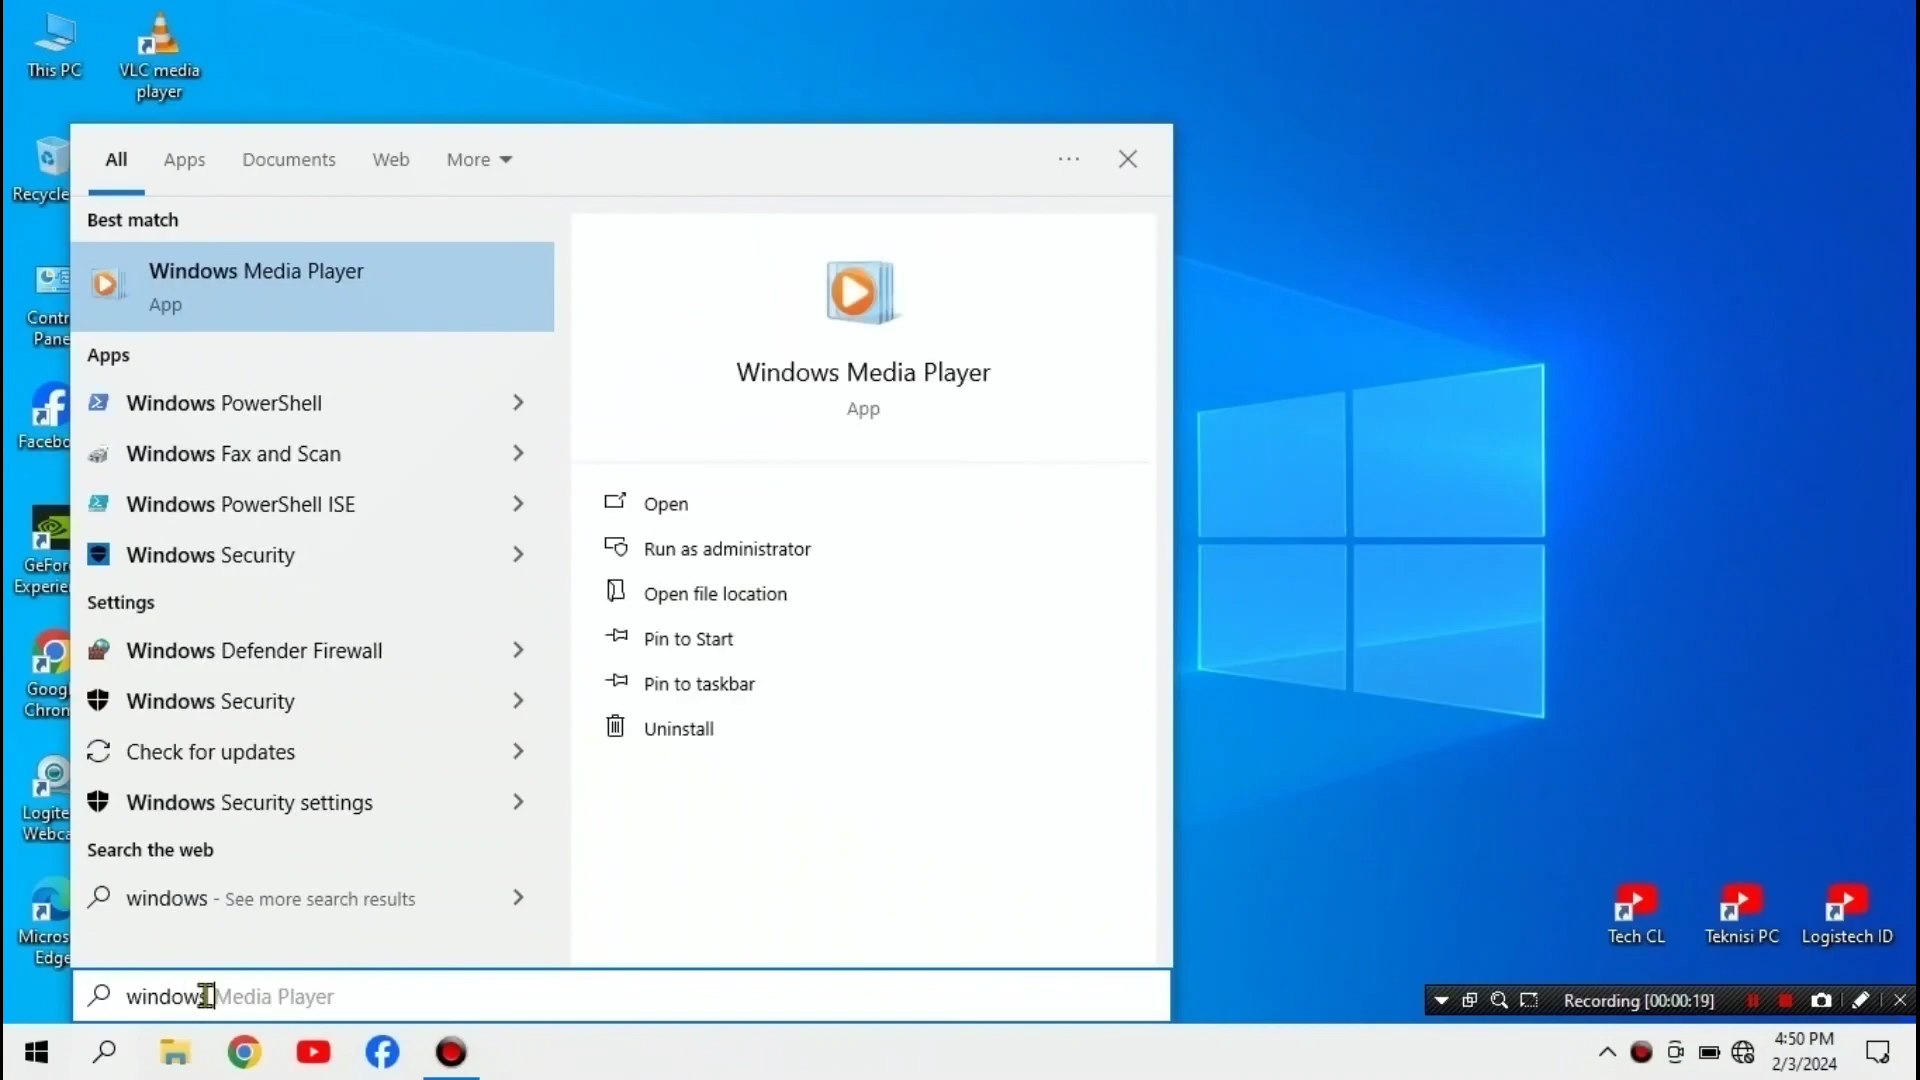 This PC
VLC media
player
Recycle
Contr
Pane
Facebo
GeFor
Experie
Googl
Chron
Logite
Webca
Micros
Edge
All
Apps
Documents
Web
More
Best match
Windows Media Player
App
Apps
Windows PowerShell
Windows Fax and Scan
Windows PowerShell ISE
Windows Security
Settings
Windows Defender Firewall
Windows Security
Check for updates
Windows Security settings
Search the web
windows - See more search results
Windows Media Player
App
Open
Run as administrator
Open file location
Pin to Start
Pin to taskbar
Uninstall
windows Media Player
Tech CL
Teknisi PC
Logistech ID
Recording [00:00:19]
4:50 PM
2/3/2024